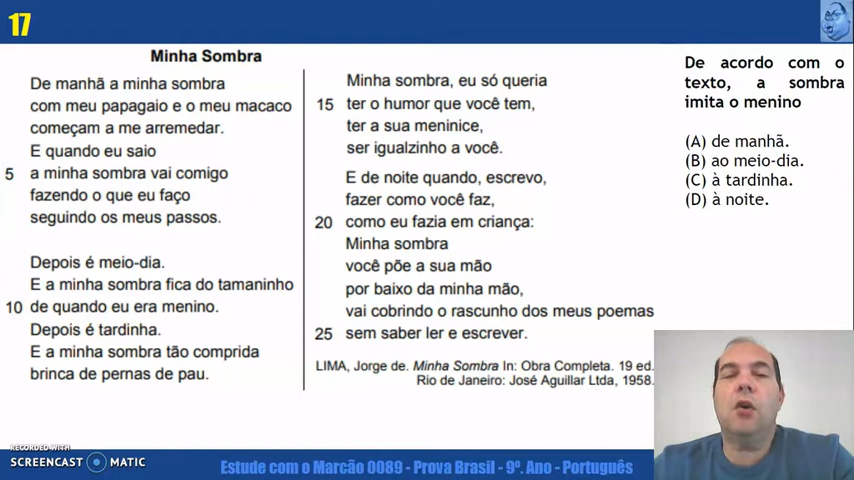 17
Minha Sombra
De manhã a minha sombra
com meu papagaio e o meu macaco
começam a me arremedar.
E quando eu saio
5 a minha sombra vai comigo
fazendo o que eu faço
seguindo os meus passos.
Depois é meio-dia.
E a minha sombra fica do tamaninho
10 de quando eu era menino.
Depois é tardinha.
E a minha sombra tão comprida
brinca de pernas de pau.
Minha sombra, eu só queria
15 ter o humor que você tem,
ter a sua meninice,
ser igualzinho a você.
E de noite quando, escrevo,
fazer como você faz,
20 como eu fazia em criança:
Minha sombra
você põe a sua mão
por baixo da minha mão,
vai cobrindo o rascunho dos meus poemas
25 sem saber ler e escrever.
LIMA, Jorge de. Minha Sombra In: Obra Completa. 19 ed.
Rio de Janeiro: José Aguillar Ltda, 1958.
De acordo com o
texto, a sombra
imita o menino
(A) de manhã.
(B) ao meio-dia.
(C) à tardinha.
(D) à noite.
RECORDED WITH
SCREENCAST MATIC
Estude com o Marcão 0089 - Prova Brasil - 9º. Ano - Português